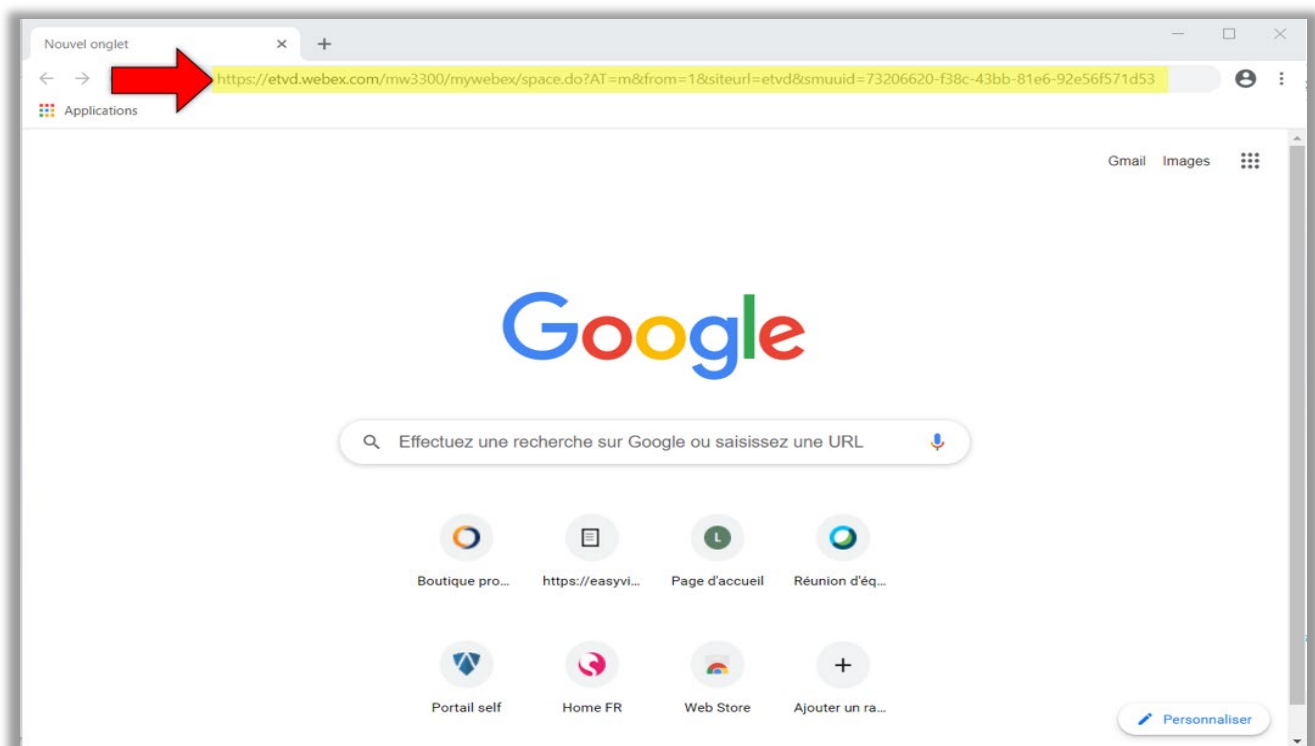 Nouvel onglet
https://etvd.webex.com/mw3300/mywebex/space.do?AT=m&from=1&siteurl=etvd&smuuid=73206620-f38c-43bb-81e6-92e56f571d53
Applications
Gmail Images
Google
Effectuez une recherche sur Google ou saisissez une URL
L
Boutique pro... https://easyvi... Page d'accueil Réunion d'éq...
Portail self Home FR Web Store Ajouter un ra...
Personnaliser